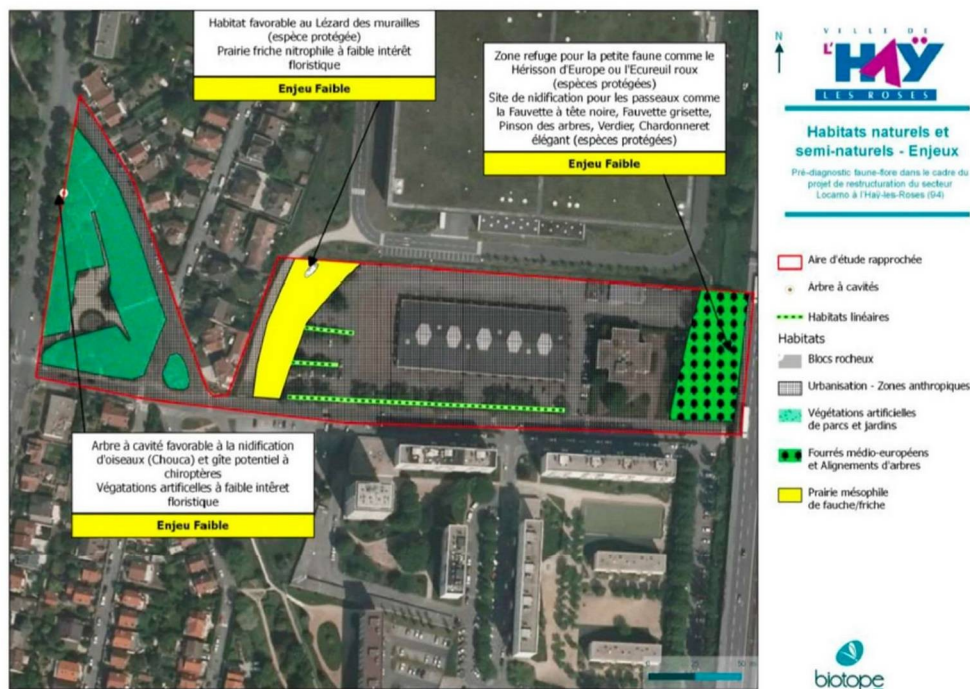 Habitat favorable au Lézard des murailles
(espèce protégée)
Prairie friche nitrophile à faible intérêt
floristique
Enjeu Faible
Zone refuge pour la petite faune comme le
Hérisson d'Europe ou l'Ecureuil roux
(espèces protégées)
Site de nidification pour les passeaux comme
la Fauvette à tête noire, Fauvette grisette,
Pinson des arbres, Verdier, Chardonneret
élégant (espèces protégées)
Enjeu Faible
Arbre à cavité favorable à la nidification
d'oiseaux (Chouca) et gîte potentiel à
chiroptères
Végatations artificelles à faible intêret
floristique
Enjeu Faible
0 25 50 m
N
VILLE DE
L'HAŸ
LES ROSES
Habitats naturels et
semi-naturels - Enjeux
Pré-diagnostic faune-flore dans le cadre du
projet de restructuration du secteur
Locarno à l'Haÿ-les-Roses (94)
Aire d'étude rapprochée
Arbre à cavités
Habitats linéaires
Habitats
Blocs rocheux
Urbanisation - Zones anthropiques
Végétations artificielles
de parcs et jardins
Fourrés médio-européens
et Alignements d'arbres
Prairie mésophile
de fauche/friche
biotope